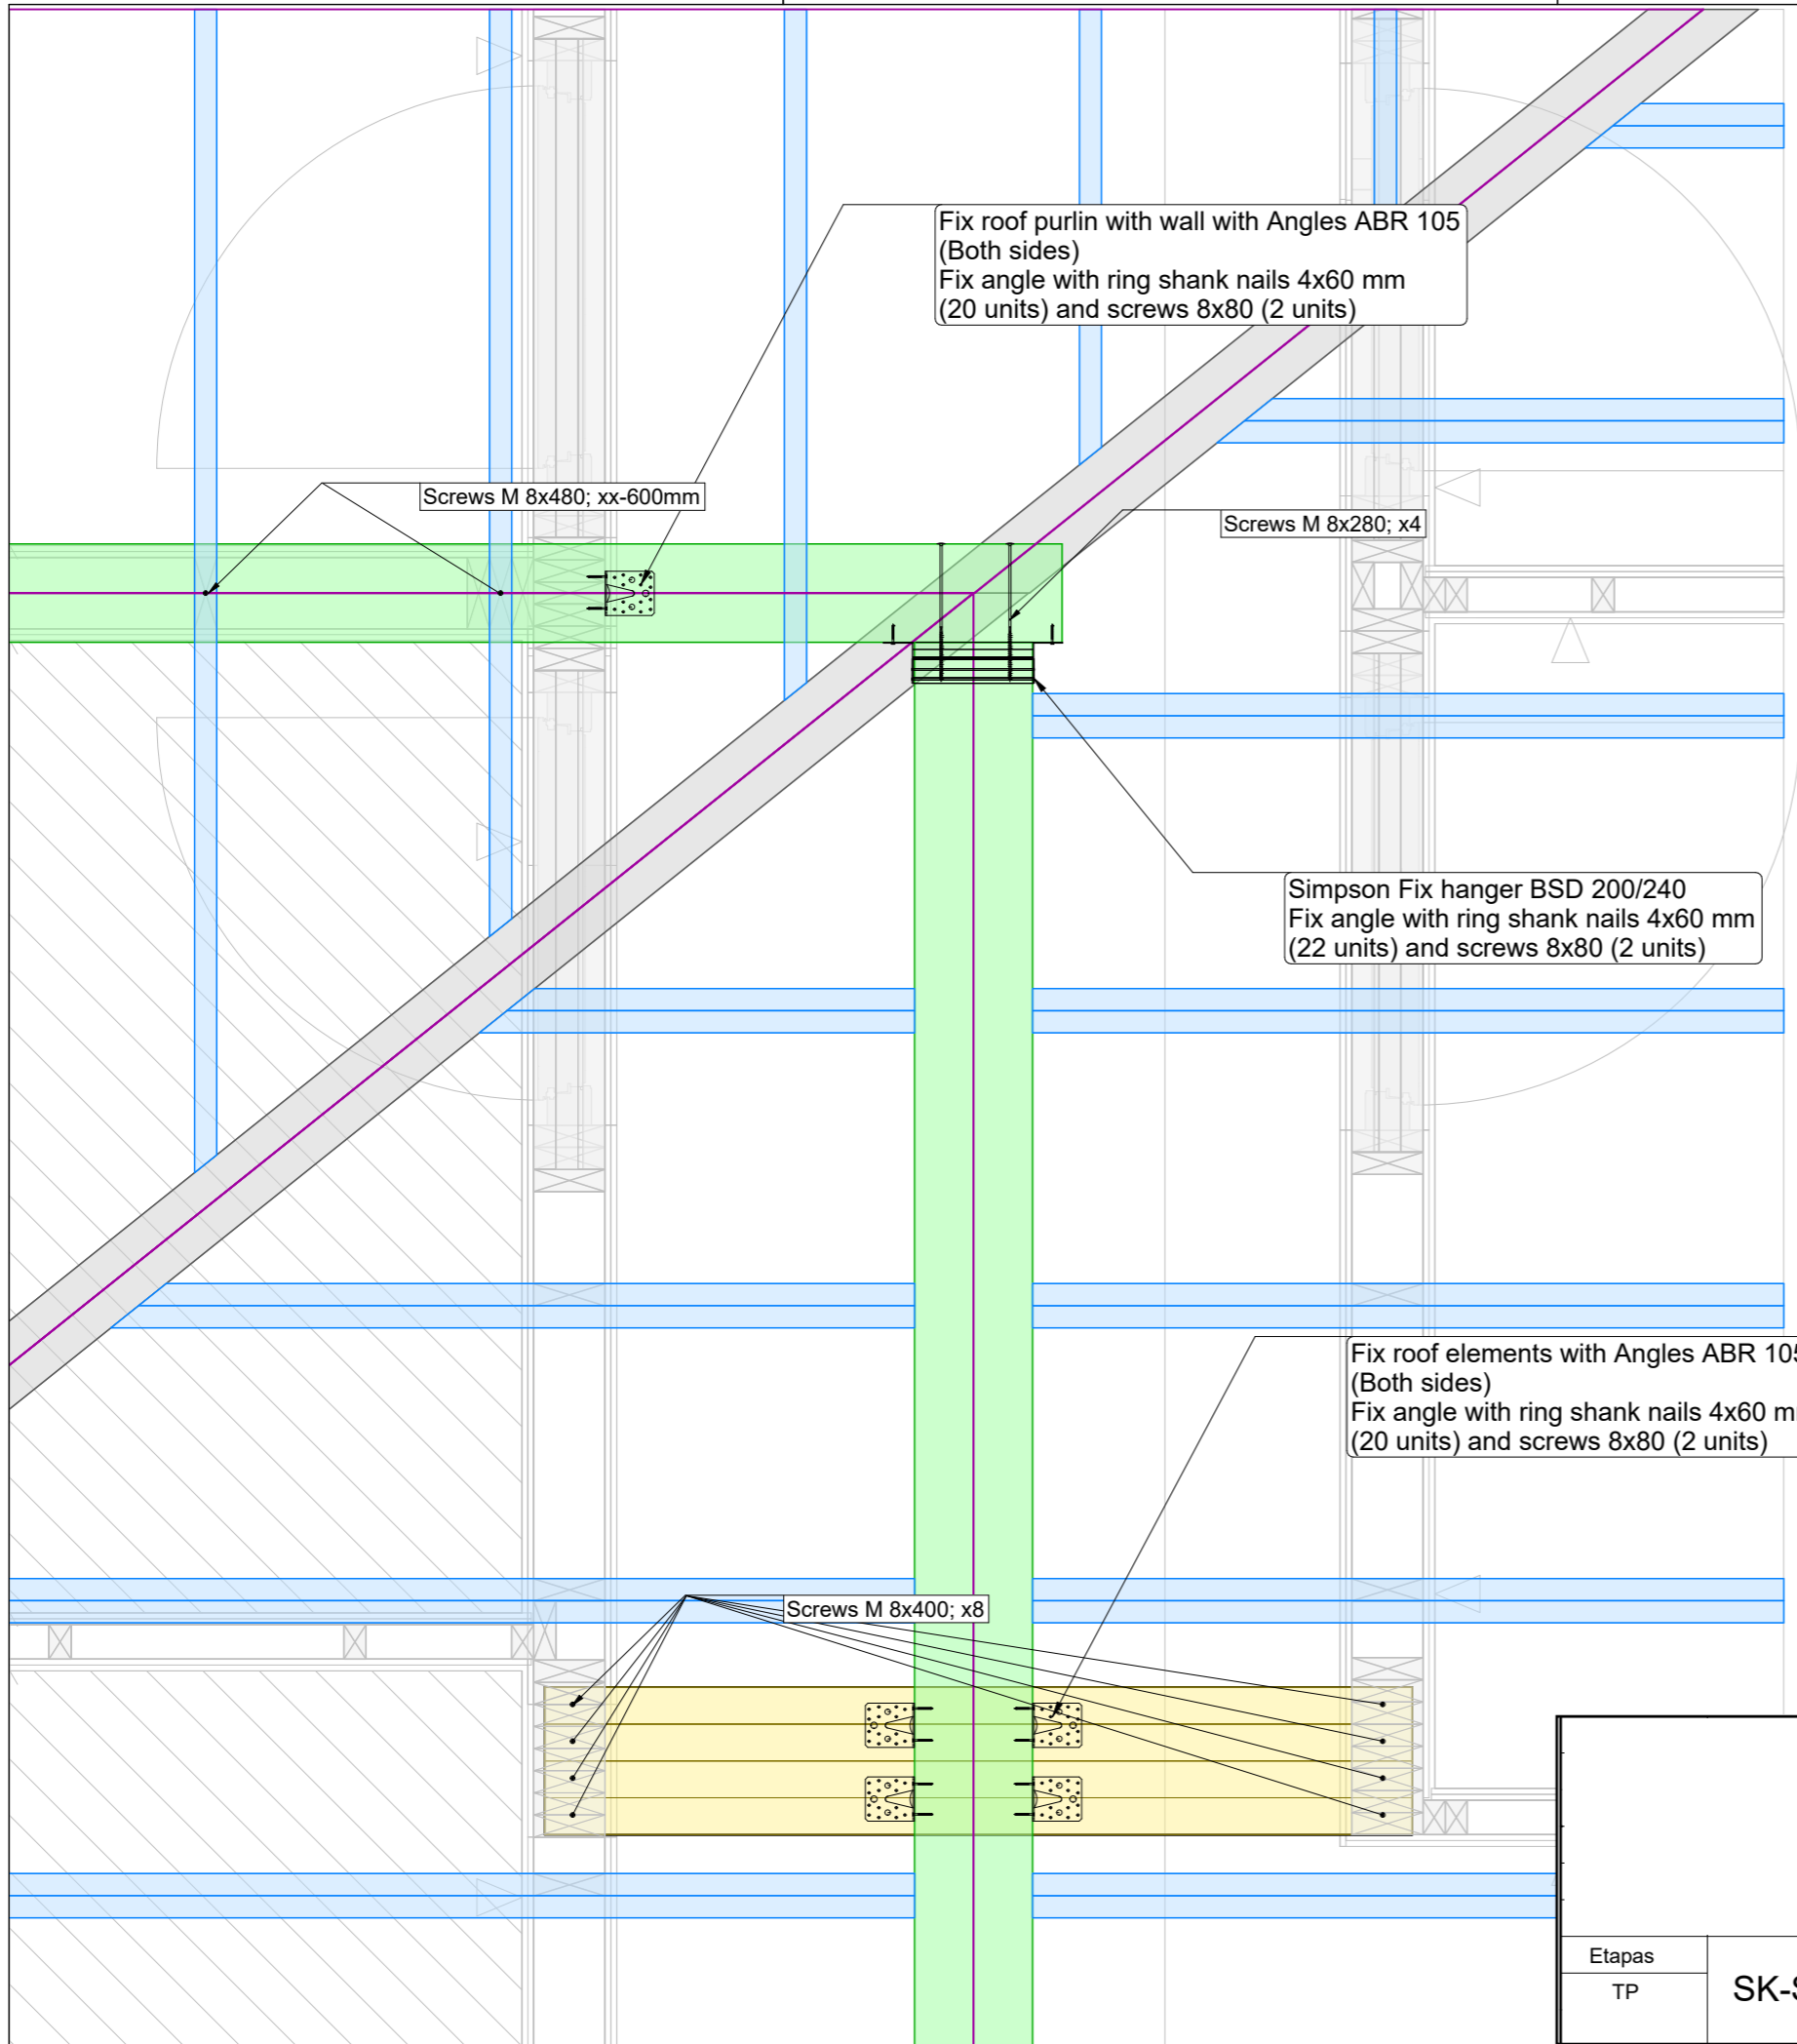 Fix roof purlin with wall with Angles ABR 105
(Both sides)
Fix angle with ring shank nails 4x60 mm
(20 units) and screws 8x80 (2 units)
Screws M 8x480; xx-600mm
Screws M 8x280; x4
Simpson Fix hanger BSD 200/240
Fix angle with ring shank nails 4x60 mm
(22 units) and screws 8x80 (2 units)
Fix roof elements with Angles ABR 105
(Both sides)
Fix angle with ring shank nails 4x60 m
(20 units) and screws 8x80 (2 units)
Screws M 8x400; x8
Etapas
TP
SK-S